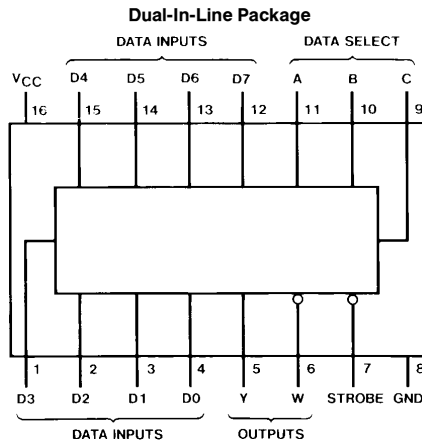 Dual-In-Line Package
DATA INPUTS DATA SELECT
VCC D4 D5 D6 D7 A B C
16 15 14 13 12 11 10 9
1 2 3 4 5 6 7 8
D3 D2 D1 D0 Y W STROBE GND
DATA INPUTS OUTPUTS